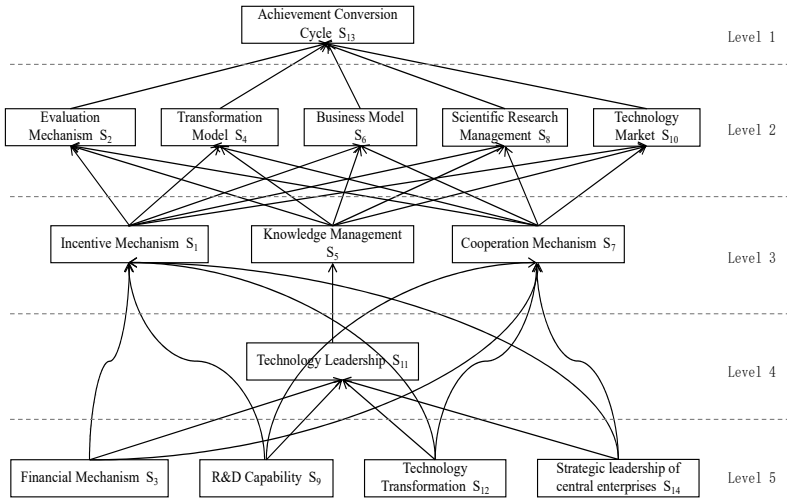 Achievement Conversion
Cycle S13
Level 1
Evaluation
Mechanism S2
Transformation
Model S4
Business Model
S6
Scientific Research
Management S8
Technology
Market S10
Level 2
Incentive Mechanism S1
Knowledge Management
S5
Cooperation Mechanism S7
Level 3
Technology Leadership S11
Level 4
Financial Mechanism S3
R&D Capability S9
Technology
Transformation S12
Strategic leadership of
central enterprises S14
Level 5